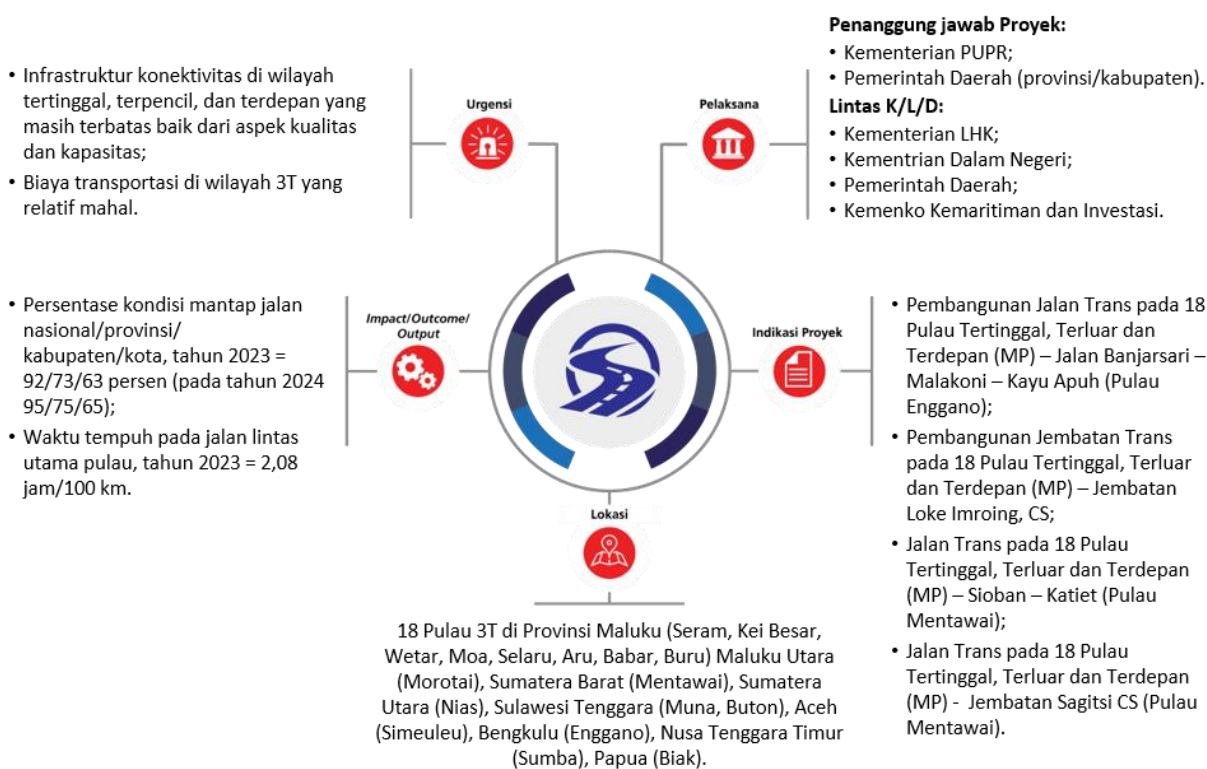 Urgensi
• Infrastruktur konektivitas di wilayah
tertinggal, terpencil, dan terdepan yang
masih terbatas baik dari aspek kualitas
dan kapasitas;
• Biaya transportasi di wilayah 3T yang
relatif mahal.
Pelaksana
Penanggung jawab Proyek:
• Kementerian PUPR;
• Pemerintah Daerah (provinsi/kabupaten).
Lintas K/L/D:
• Kementerian LHK;
• Kementrian Dalam Negeri;
• Pemerintah Daerah;
• Kemenko Kemaritiman dan Investasi.
Impact/Outcome/
Output
• Persentase kondisi mantap jalan
nasional/provinsi/
kabupaten/kota, tahun 2023 =
92/73/63 persen (pada tahun 2024
95/75/65);
• Waktu tempuh pada jalan lintas
utama pulau, tahun 2023 = 2,08
jam/100 km.
Indikasi Proyek
• Pembangunan Jalan Trans pada 18
Pulau Tertinggal, Terluar dan
Terdepan (MP) – Jalan Banjarsari –
Malakoni – Kayu Apuh (Pulau
Enggano);
• Pembangunan Jembatan Trans
pada 18 Pulau Tertinggal, Terluar
dan Terdepan (MP) – Jembatan
Loke Imroing, CS;
• Jalan Trans pada 18 Pulau
Tertinggal, Terluar dan Terdepan
(MP) – Sioban – Katiet (Pulau
Mentawai);
• Jalan Trans pada 18 Pulau
Tertinggal, Terluar dan Terdepan
(MP) - Jembatan Sagitsi CS (Pulau
Mentawai).
Lokasi
18 Pulau 3T di Provinsi Maluku (Seram, Kei Besar,
Wetar, Moa, Selaru, Aru, Babar, Buru) Maluku Utara
(Morotai), Sumatera Barat (Mentawai), Sumatera
Utara (Nias), Sulawesi Tenggara (Muna, Buton), Aceh
(Simeuleu), Bengkulu (Enggano), Nusa Tenggara Timur
(Sumba), Papua (Biak).